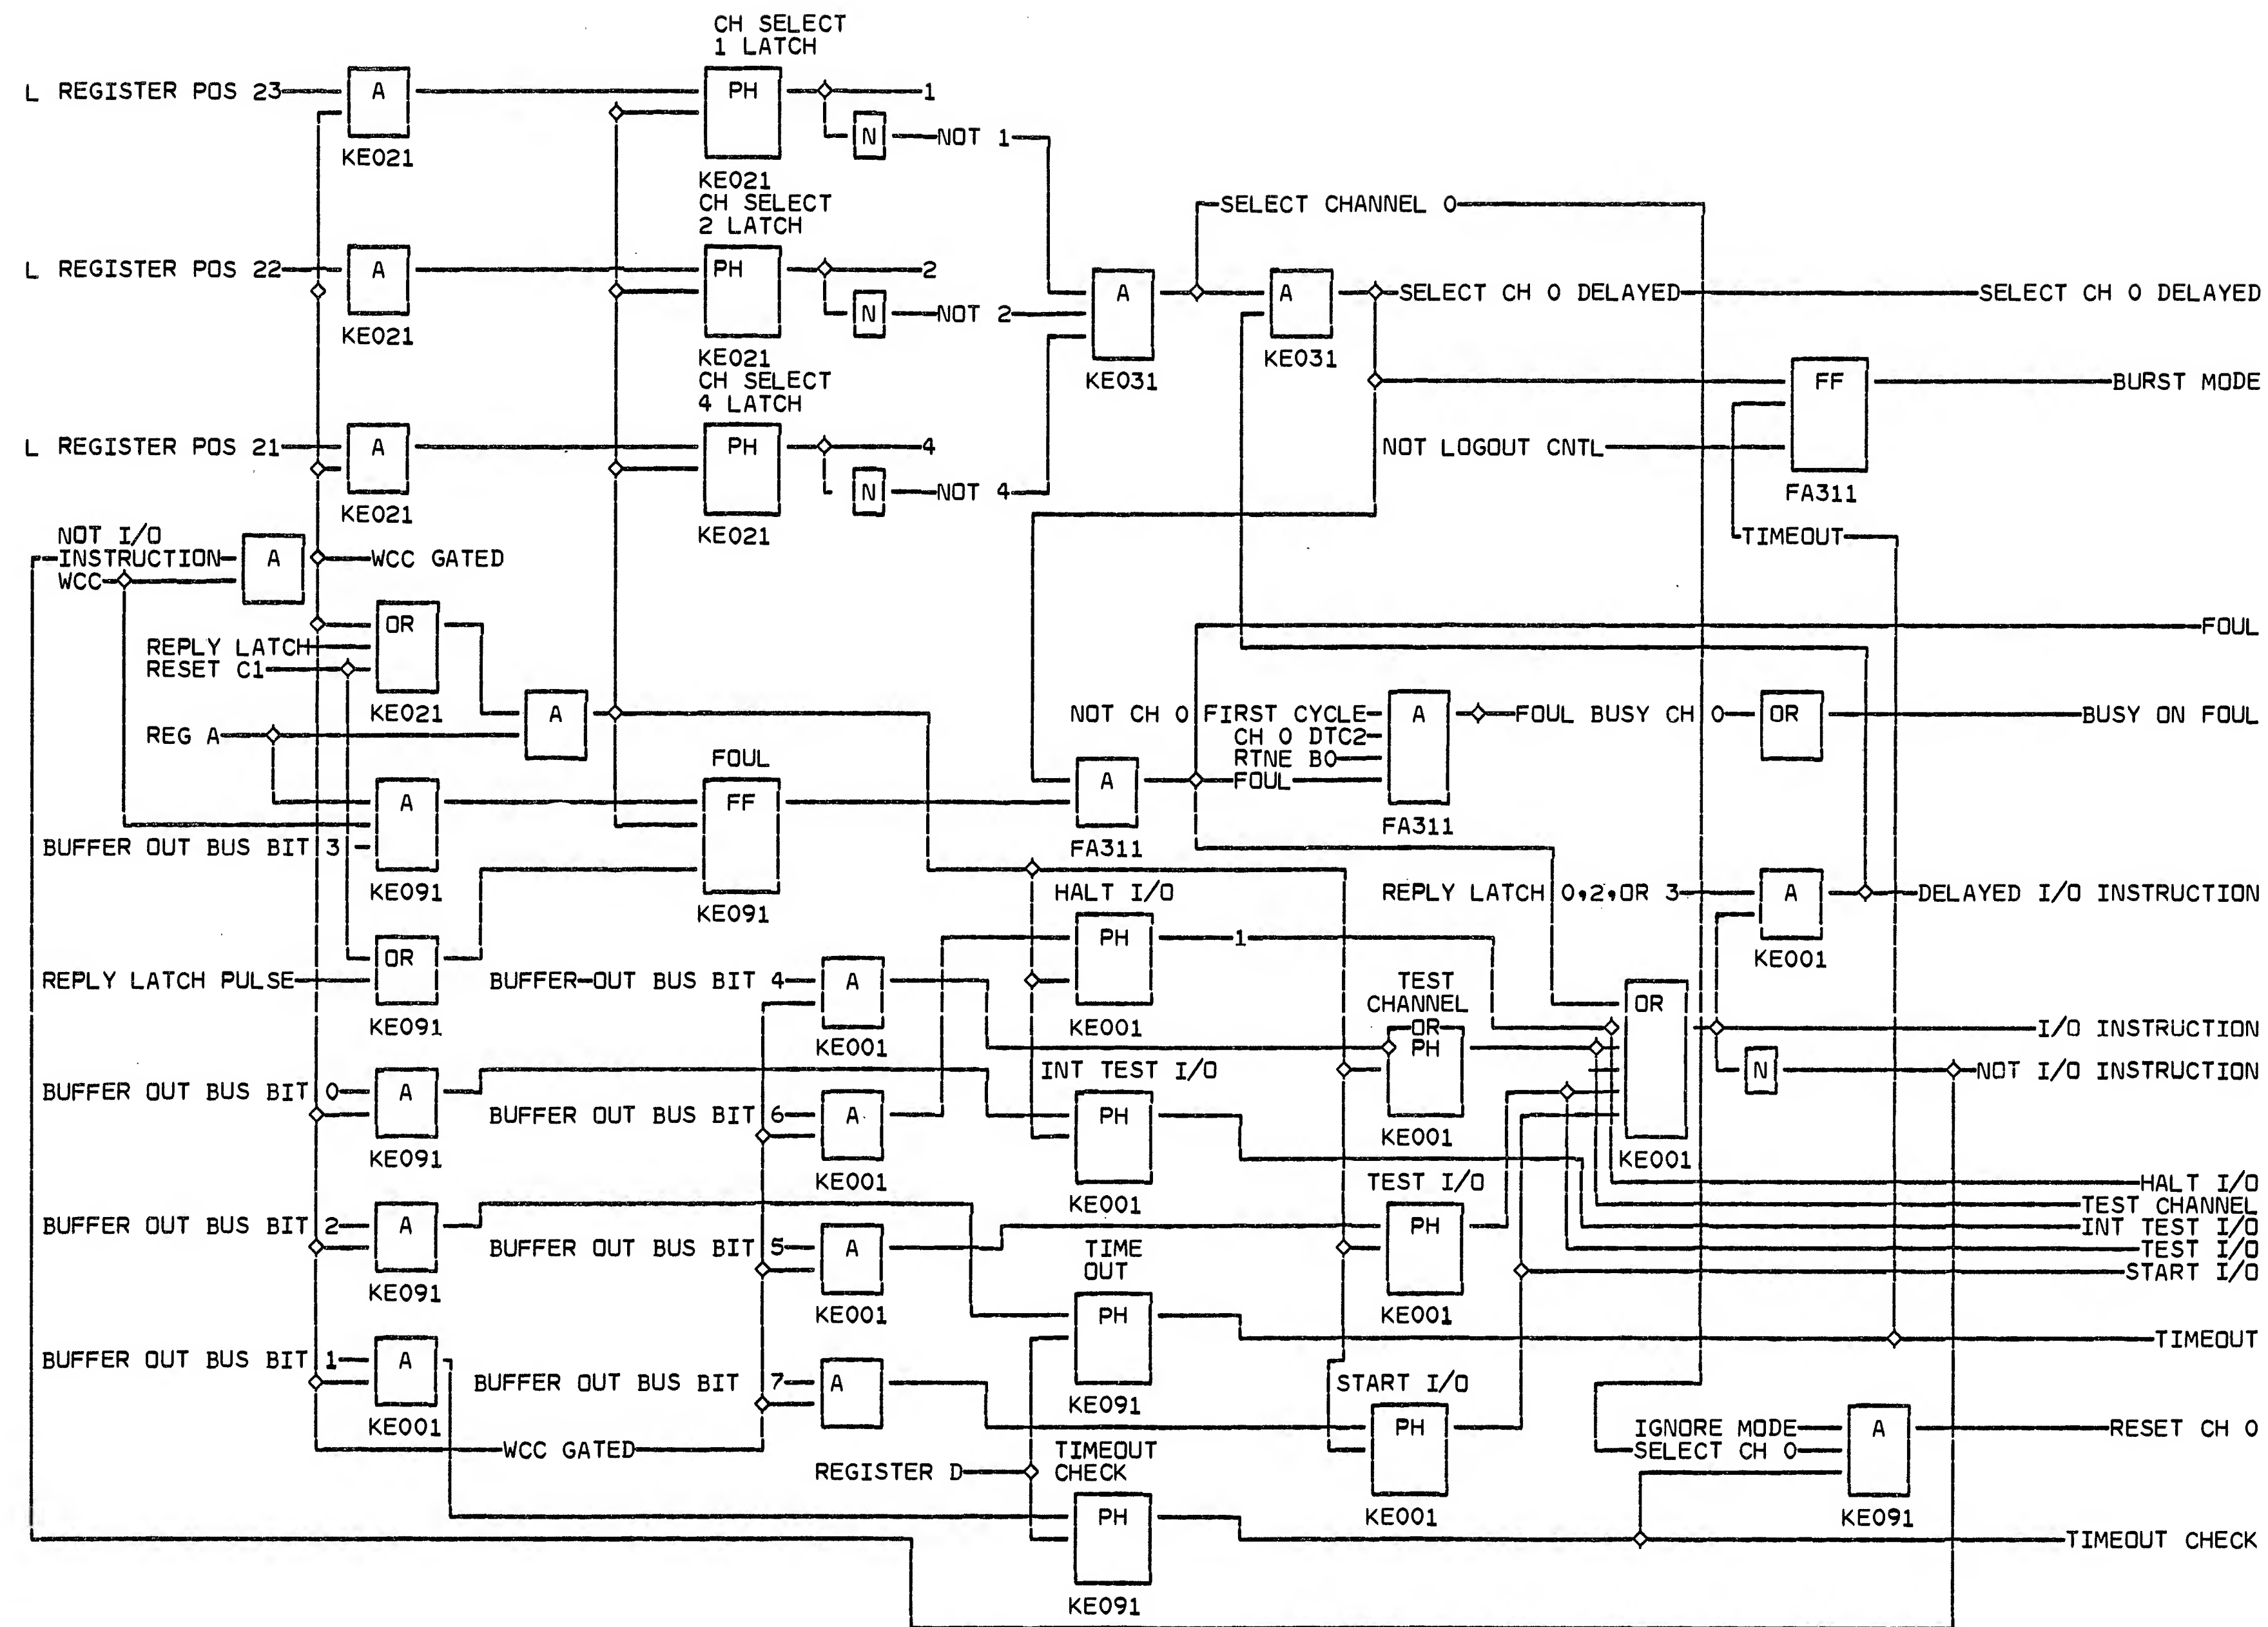 CH SELECT
1 LATCH
L REGISTER POS 23
A
PH
1
N
NOT 1
KE021
KE021
CH SELECT
2 LATCH
SELECT CHANNEL 0
L REGISTER POS 22
A
PH
2
N
NOT 2
A
A
SELECT CH 0 DELAYED
SELECT CH 0 DELAYED
KE021
KE021
CH SELECT
4 LATCH
KE031
KE031
FF
BURST MODE
L REGISTER POS 21
A
PH
4
N
NOT 4
NOT LOGOUT CNTL
KE021
KE021
FA311
NOT I/O
INSTRUCTION
WCC
A
WCC GATED
TIMEOUT
OR
REPLY LATCH
RESET C1
KE021
FOUL
REG A
A
NOT CH 0 FIRST CYCLE
CH 0 DTC2
RTNE BO
FOUL
A
FOUL BUSY CH 0
OR
BUSY ON FOUL
FOUL
A
FF
A
FA311
BUFFER OUT BUS BIT 3
KE091
KE091
FA311
HALT I/O
REPLY LATCH 0,2,OR 3
A
DELAYED I/O INSTRUCTION
KE001
OR
REPLY LATCH PULSE
KE091
BUFFER-OUT BUS BIT 4
A
KE001
PH
1
KE001
TEST
CHANNEL
OR
PH
KE001
OR
KE001
I/O INSTRUCTION
N
NOT I/O INSTRUCTION
INT TEST I/O
BUFFER OUT BUS BIT 0
A
KE091
BUFFER OUT BUS BIT 6
A
KE001
PH
KE001
HALT I/O
TEST CHANNEL
INT TEST I/O
TEST I/O
START I/O
TEST I/O
BUFFER OUT BUS BIT 2
A
KE091
BUFFER OUT BUS BIT 5
A
KE001
PH
KE001
TIME
OUT
PH
KE091
TIMEOUT
BUFFER OUT BUS BIT 1
A
KE001
BUFFER OUT BUS BIT 7
A
START I/O
PH
KE001
WCC GATED
IGNORE MODE
SELECT CH 0
A
RESET CH 0
KE091
REGISTER D
TIMEOUT
CHECK
PH
KE091
TIMEOUT CHECK